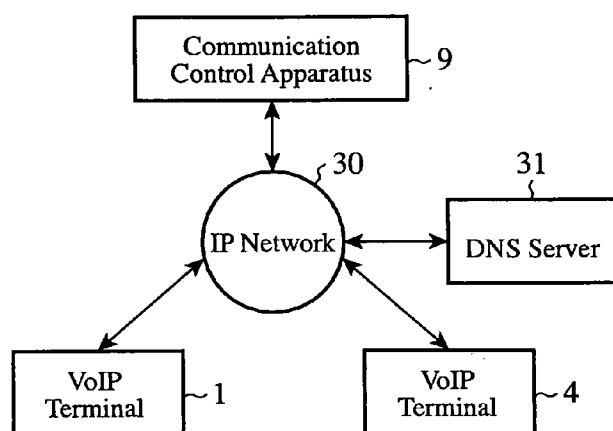 Communication
Control Apparatus
9
30
IP Network
31
DNS Server
VoIP
Terminal
1
VoIP
Terminal
4